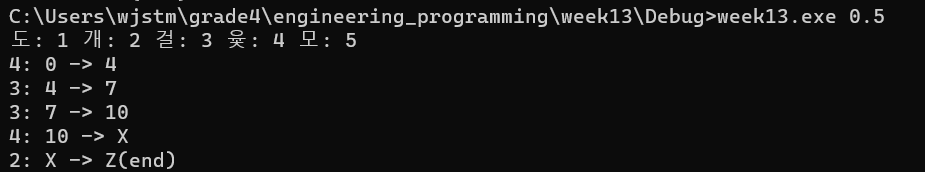 C:\Users\wjstm\grade4\engineering_programming\week13\Debug>week13.exe 0.5
도: 1 개: 2 걸: 3 윷: 4 모: 5
4: 0 -> 4
3: 4 -> 7
3: 7 -> 10
4: 10 -> X
2: X -> Z(end)